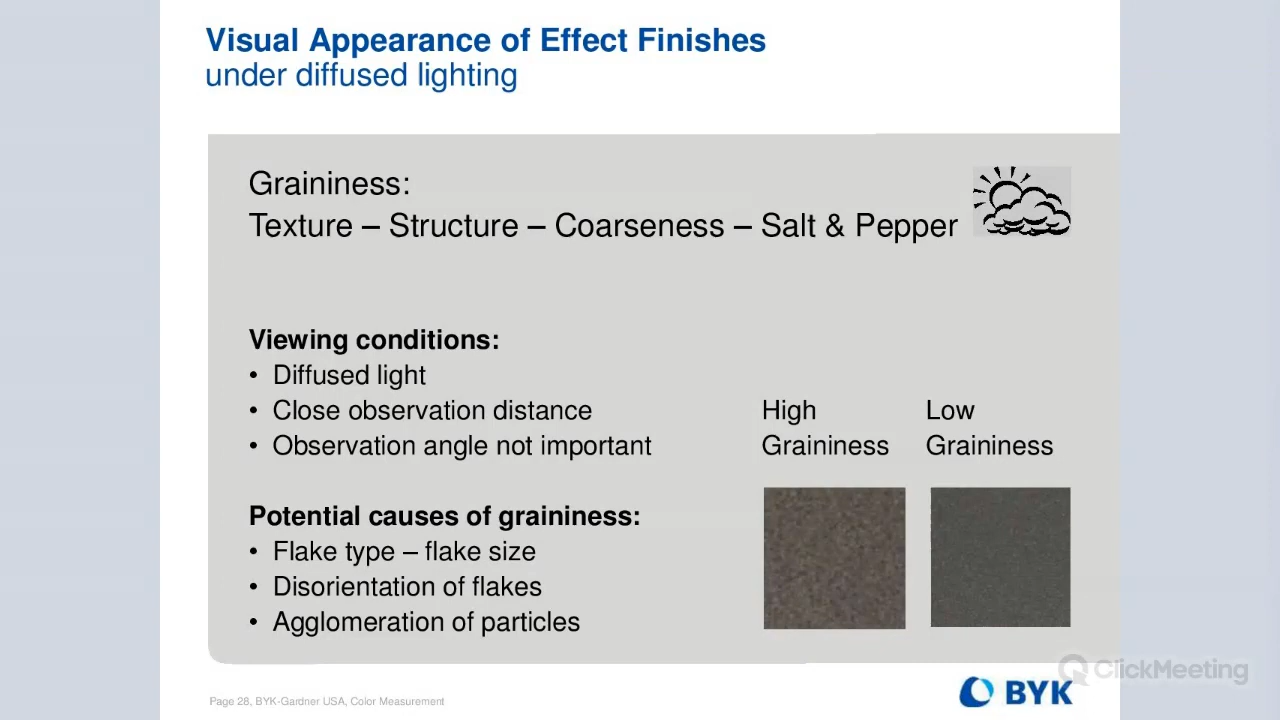 Visual Appearance of Effect Finishes
under diffused lighting
Graininess:
Texture – Structure – Coarseness – Salt & Pepper
Viewing conditions:
• Diffused light
• Close observation distance
• Observation angle not important
High Graininess
Low Graininess
Potential causes of graininess:
• Flake type – flake size
• Disorientation of flakes
• Agglomeration of particles
ClickMeeting
Page 28, BYK-Gardner USA, Color Measurement
BYK